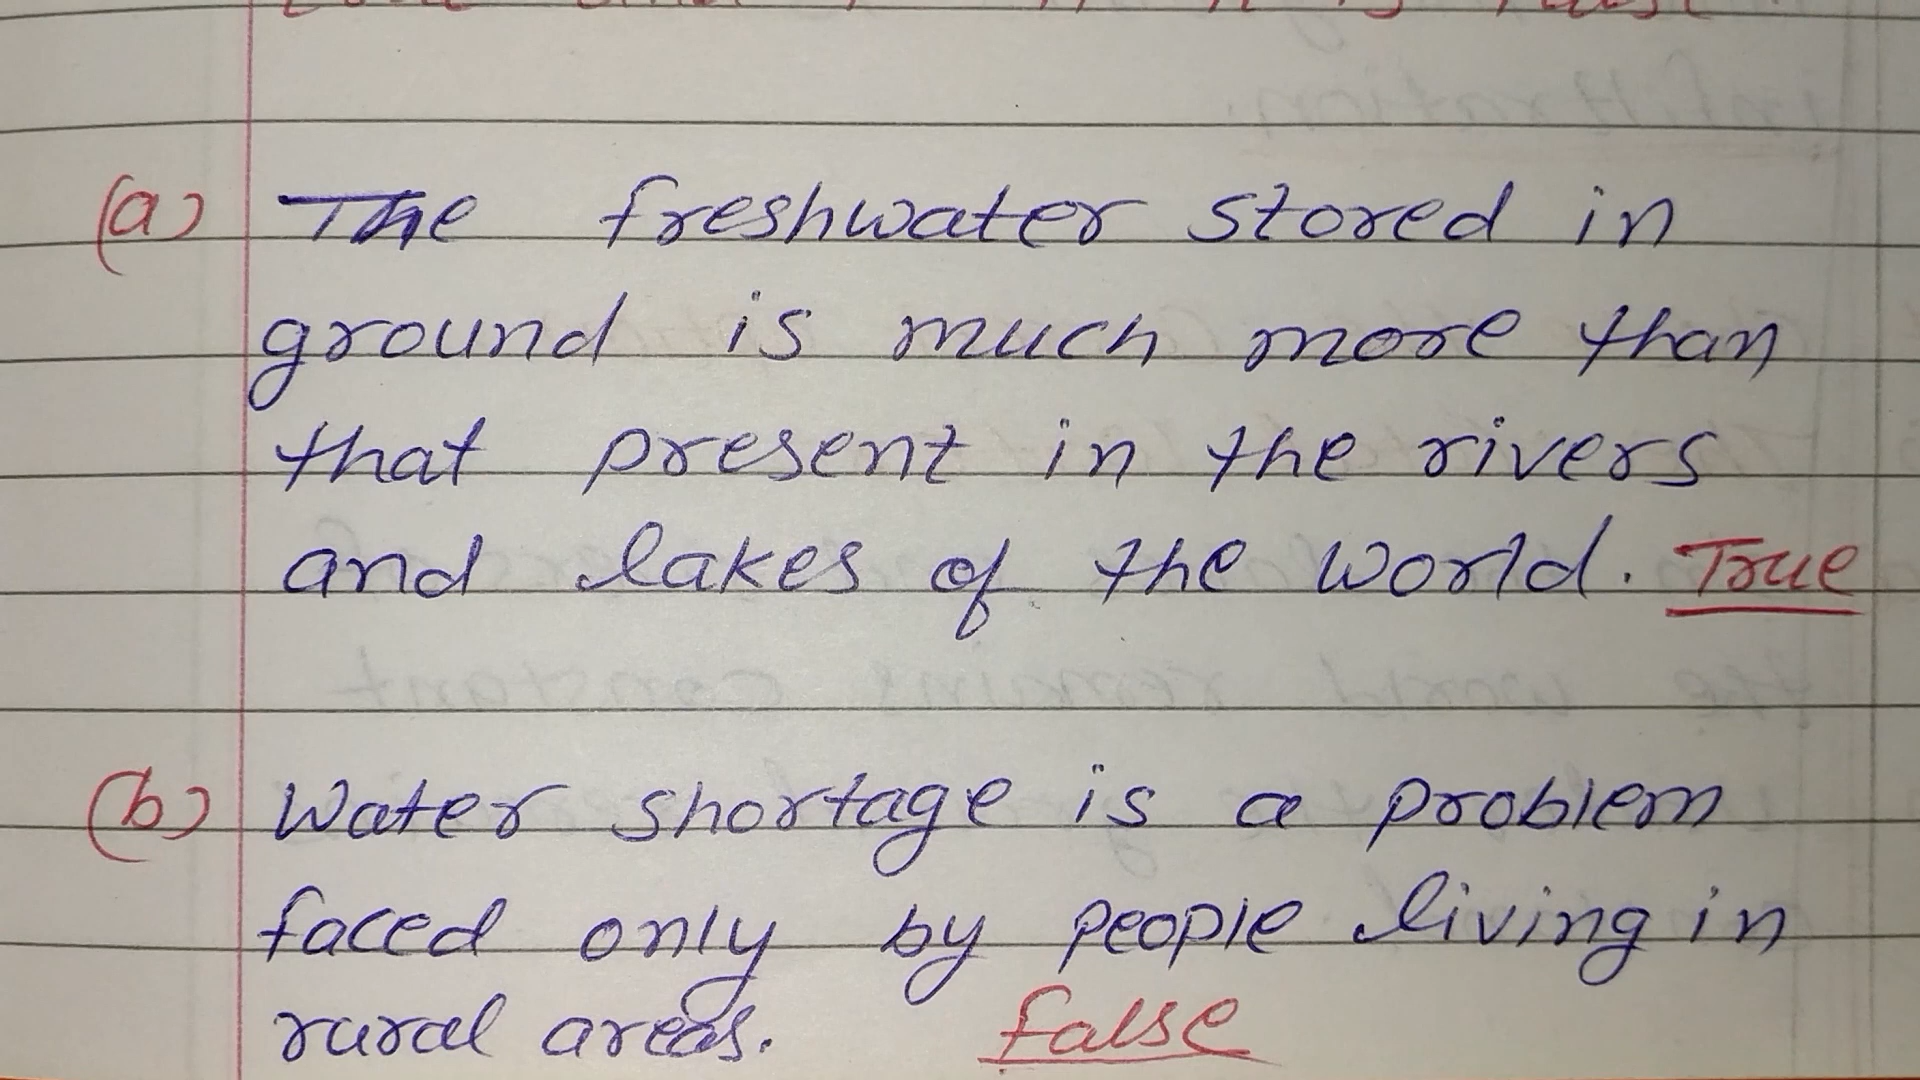 (a) The freshwater stored in
ground is much more than
that present in the rivers
and lakes of the world. True
(b) Water shortage is a problem
faced only by people living in
rural areas. false